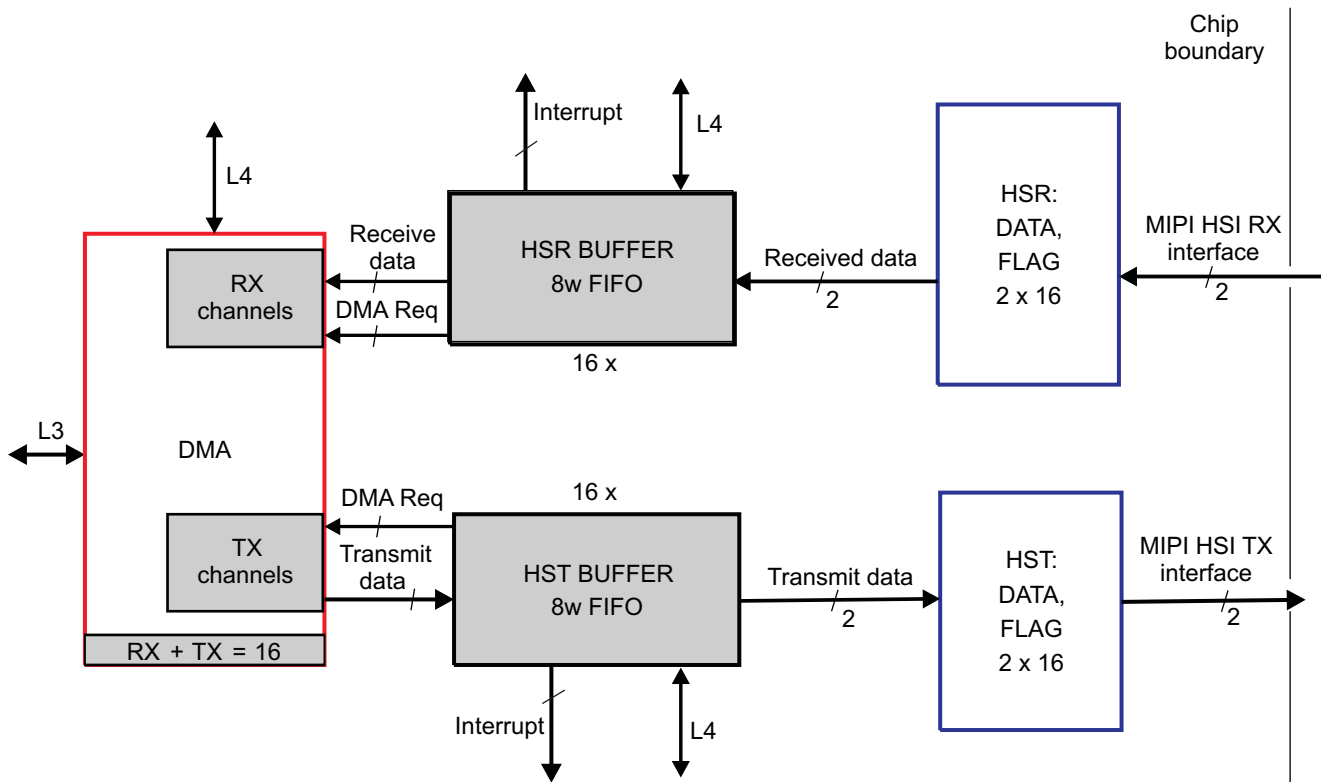 Chip
boundary
Interrupt
L4
L4
HSR:
DATA,
FLAG
2 x 16
MIPI HSI RX
interface
2
Receive
data
HSR BUFFER
8w FIFO
Received data
2
RX
channels
DMA Req
16 x
L3
DMA
DMA Req
16 x
TX
channels
Transmit
data
HST BUFFER
8w FIFO
Transmit data
2
HST:
DATA,
FLAG
2 x 16
MIPI HSI TX
interface
2
RX + TX = 16
Interrupt
L4